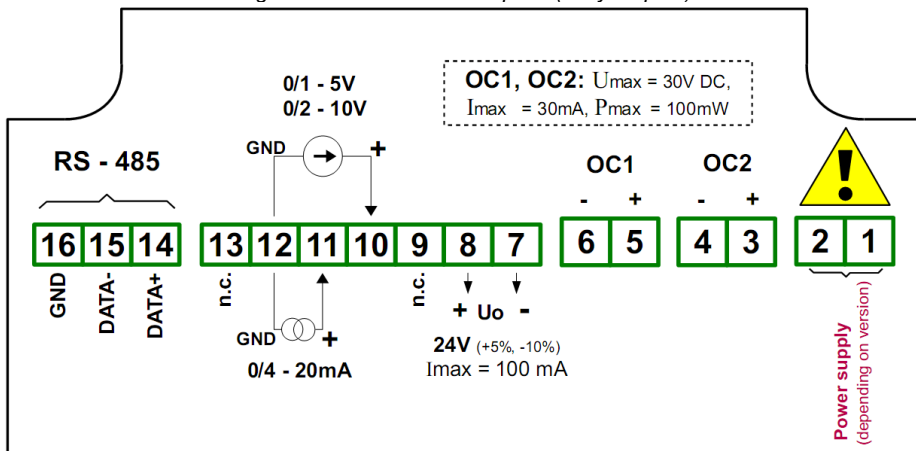 0/1 - 5V
0/2 - 10V
OC1, OC2: Umax = 30V DC,
Imax = 30mA, Pmax = 100mW
GND +
RS - 485
OC1 OC2
- + - +
!
16 15 14 13 12 11 10 9 8 7 6 5 4 3 2 1
GND
DATA-
DATA+
n.c.
n.c.
GND +
0/4 - 20mA
+ Uo -
24V (+5%, -10%)
Imax = 100 mA
Power supply
(depending on version)